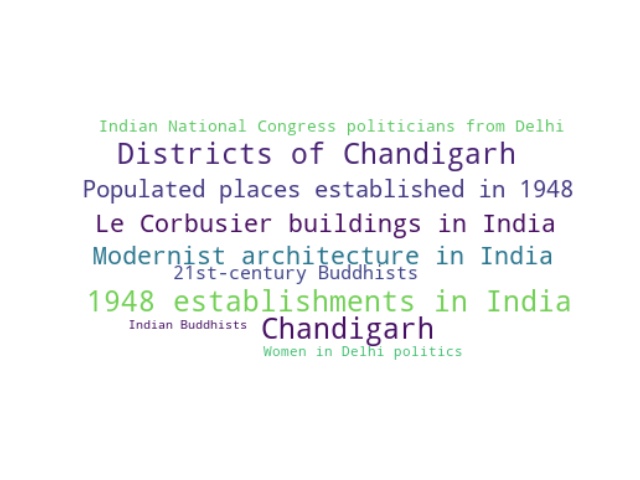 Indian National Congress politicians from Delhi
Districts of Chandigarh
Populated places established in 1948
Le Corbusier buildings in India
Modernist architecture in India
21st-century Buddhists
1948 establishments in India
Indian Buddhists
Chandigarh
Women in Delhi politics